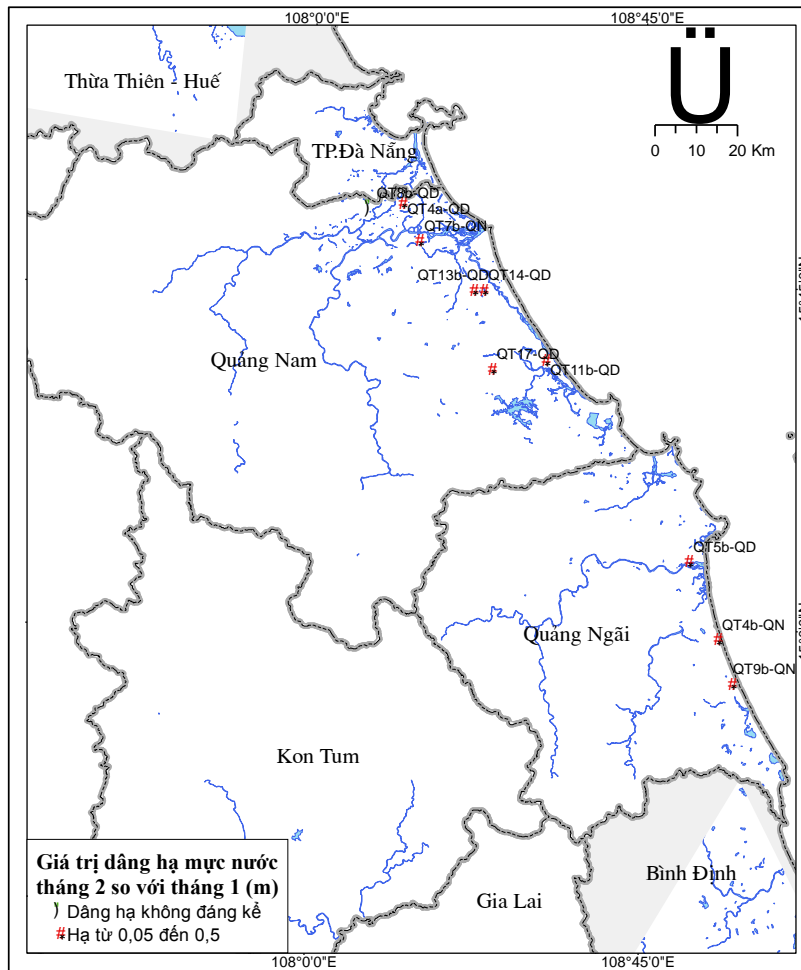 108°0'0"E
108°45'0"E
Thừa Thiên - Huế
Ü
0 10 20 Km
TP.Đà Nẵng
QT8b-QD
QT4a-QD
QT7b-QN
QT13b-QD
QT14-QD
QT17-QD
QT11b-QD
Quảng Nam
QT5b-QD
Quảng Ngãi
QT4b-QN
QT9b-QN
Kon Tum
Gia Lai
Bình Định
Giá trị dâng hạ mực nước
tháng 2 so với tháng 1 (m)
) Dâng hạ không đáng kể
# Hạ từ 0,05 đến 0,5
108°0'0"E
108°45'0"E